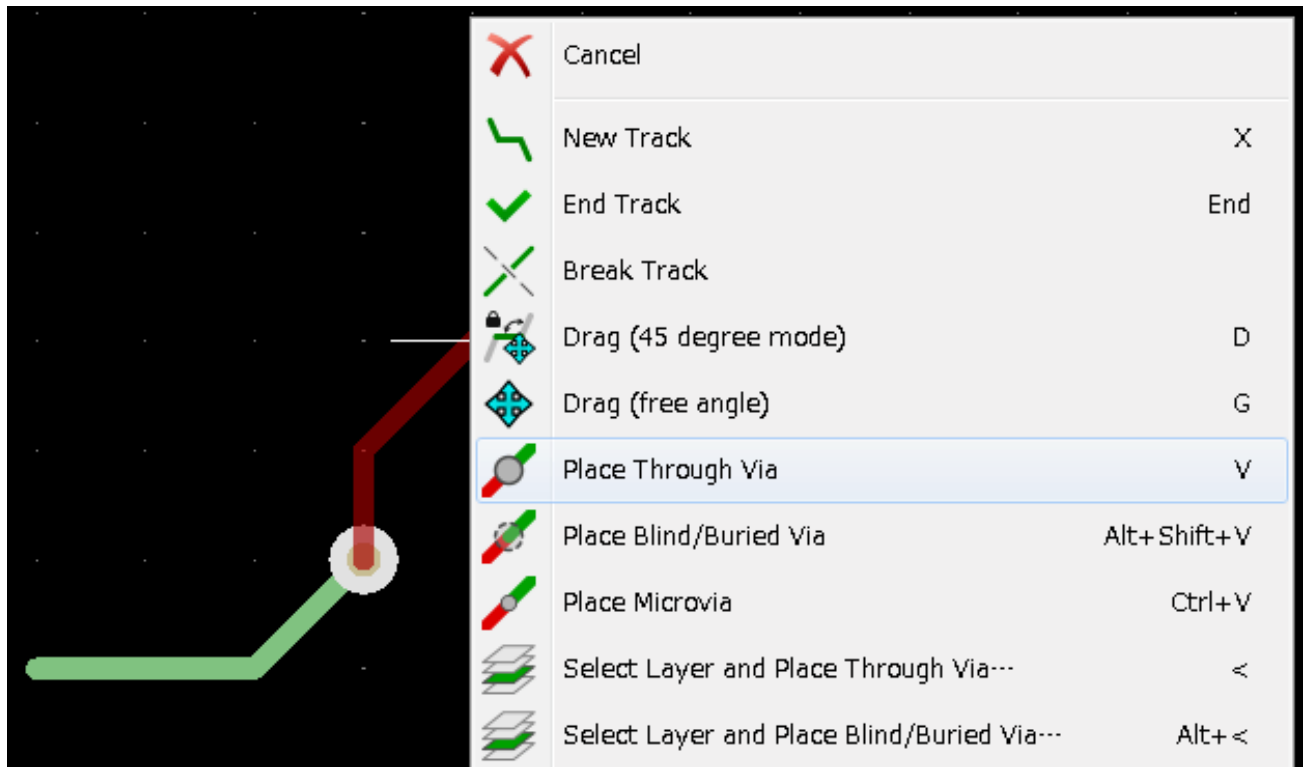 Cancel
New Track X
End Track End
Break Track
Drag (45 degree mode) D
Drag (free angle) G
Place Through Via V
Place Blind/Buried Via Alt+Shift+V
Place Microvia Ctrl+V
Select Layer and Place Through Via... <
Select Layer and Place Blind/Buried Via... Alt+<